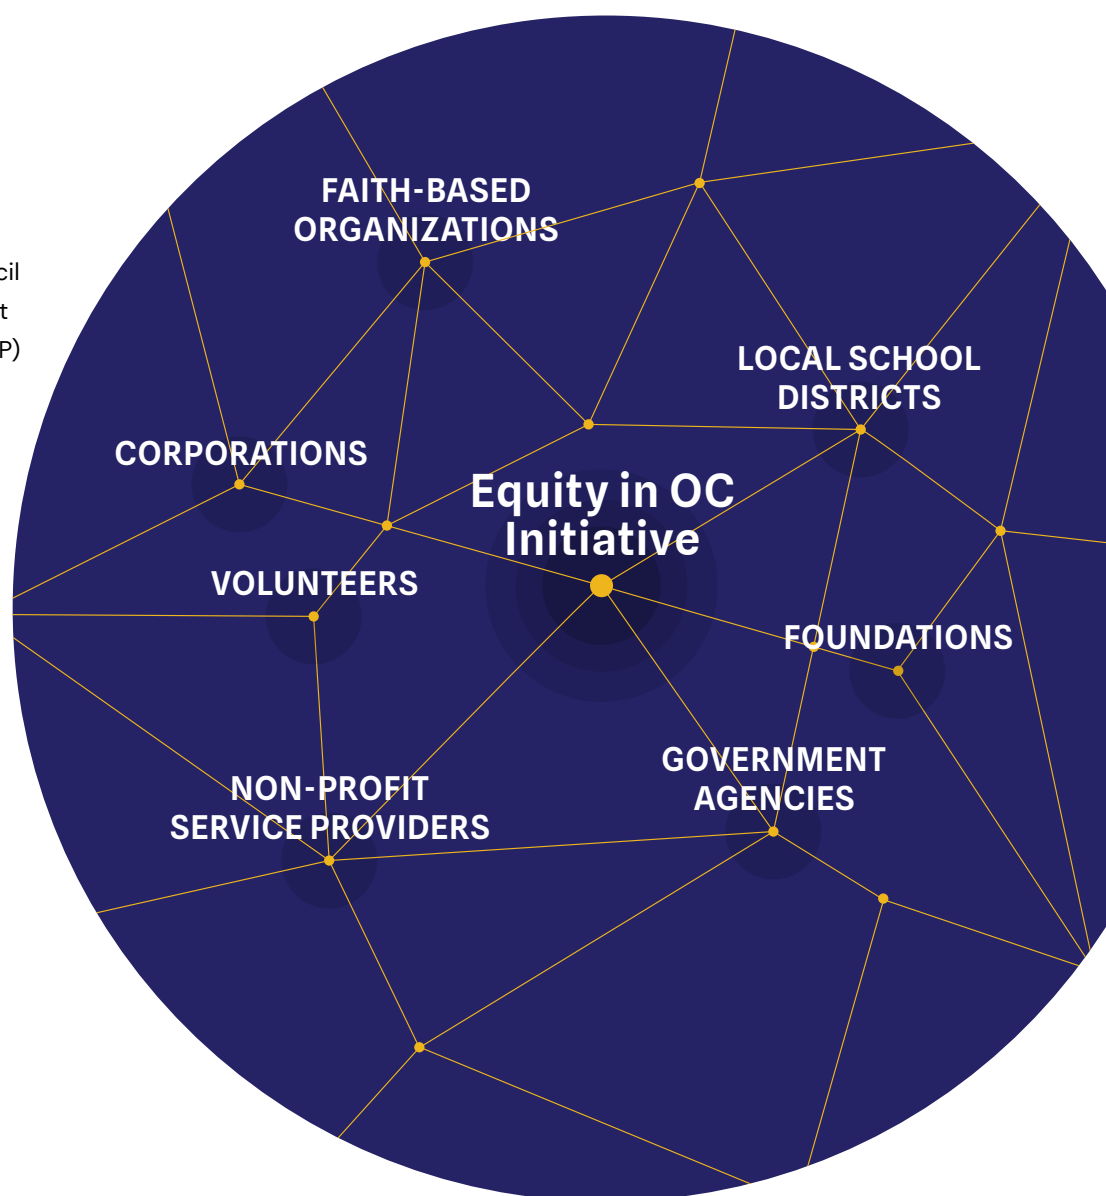 FAITH-BASED
ORGANIZATIONS
cil
t
P)
LOCAL SCHOOL
DISTRICTS
CORPORATIONS
Equity in OC
Initiative
VOLUNTEERS
FOUNDATIONS
GOVERNMENT
AGENCIES
NON-PROFIT
SERVICE PROVIDERS